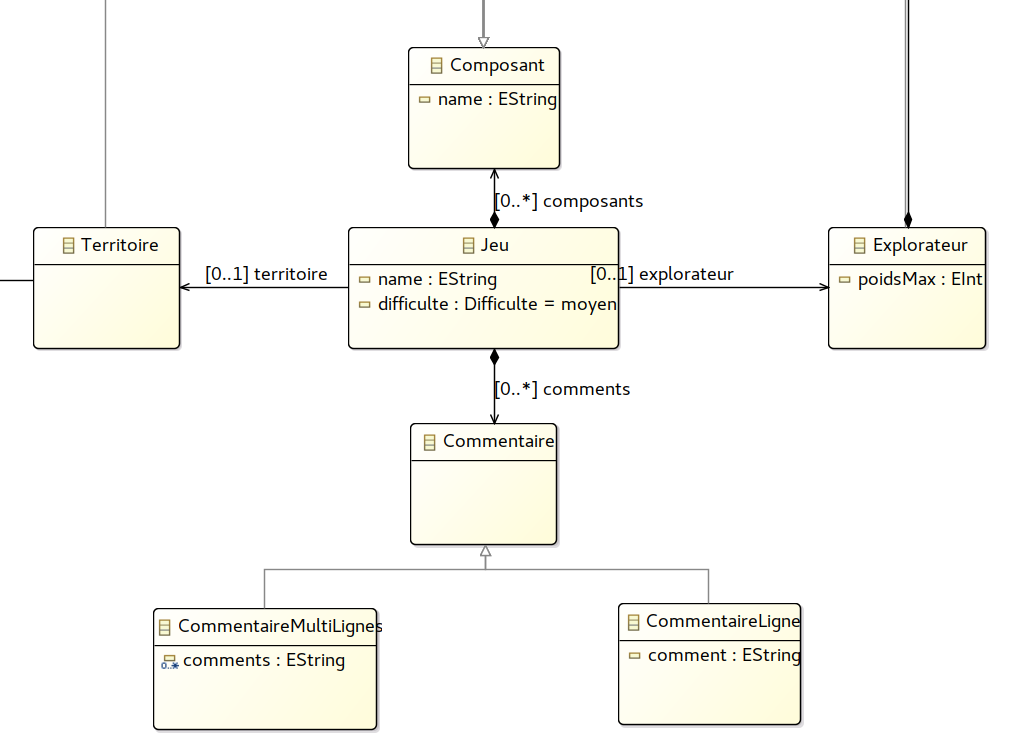 Composant
name : EString
[0..*] composants
Territoire
Jeu
Explorateur
[0..1] territoire
name : EString
[0..1] explorateur
poidsMax : EInt
difficulte : Difficulte = moyen
[0..*] comments
Commentaire
CommentaireMultiLignes
CommentaireLigne
0..* comments : EString
comment : EString